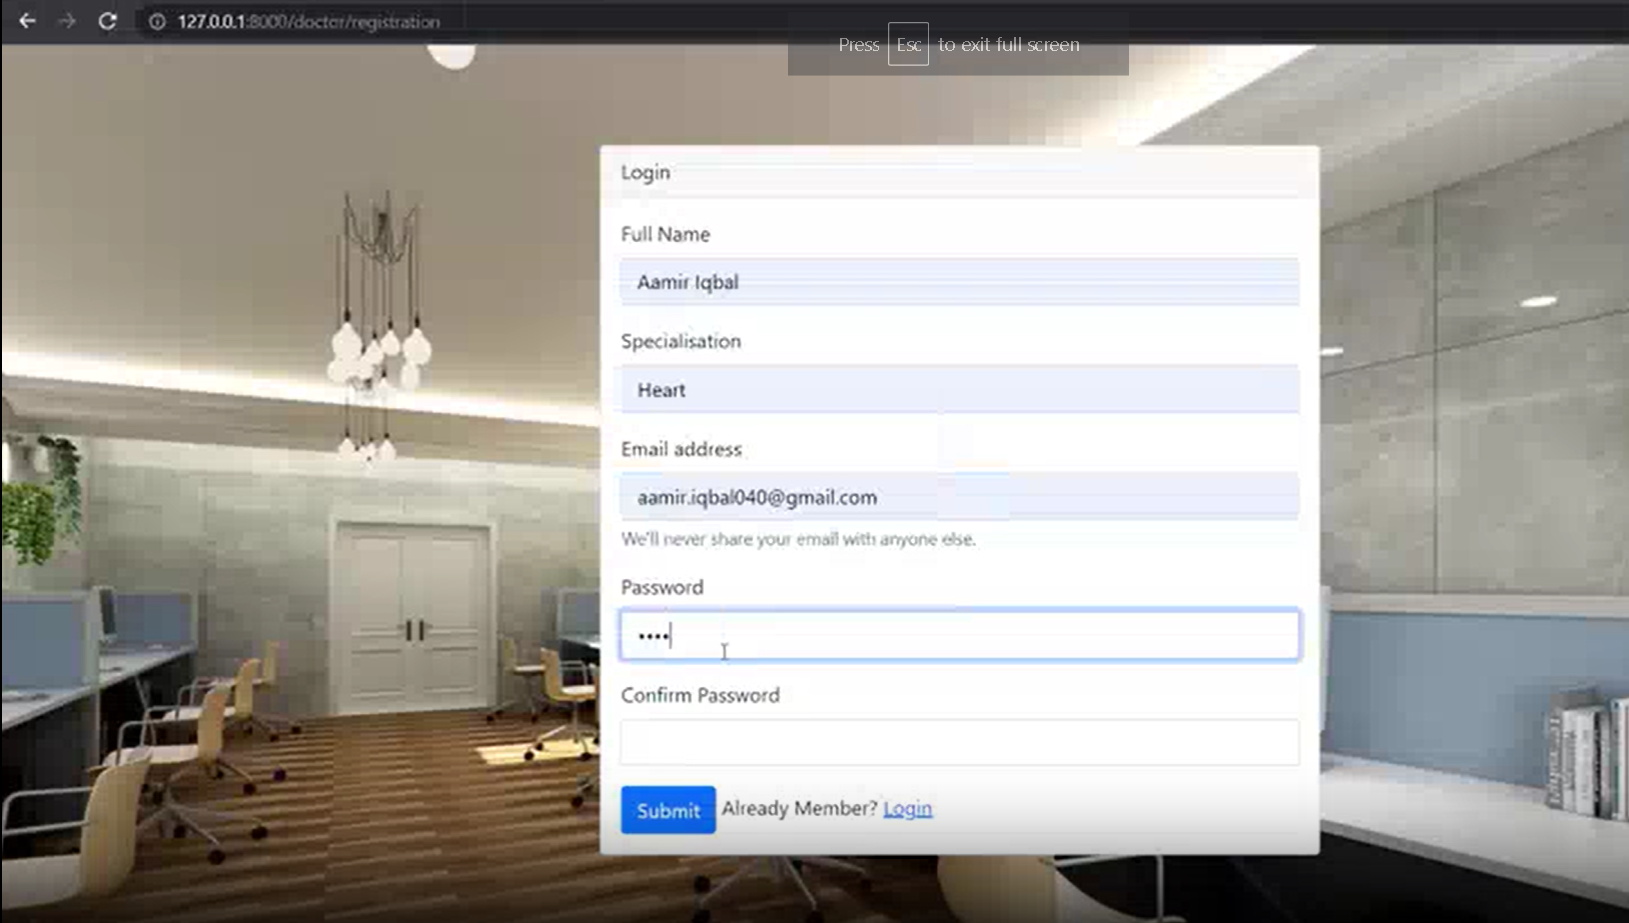 127.0.0.1:8000/doctor/registration
Press Esc to exit full screen
Login
Full Name
Aamir Iqbal
Specialisation
Heart
Email address
aamir.iqbal040@gmail.com
We'll never share your email with anyone else.
Password
••••
Confirm Password
Submit Already Member? Login